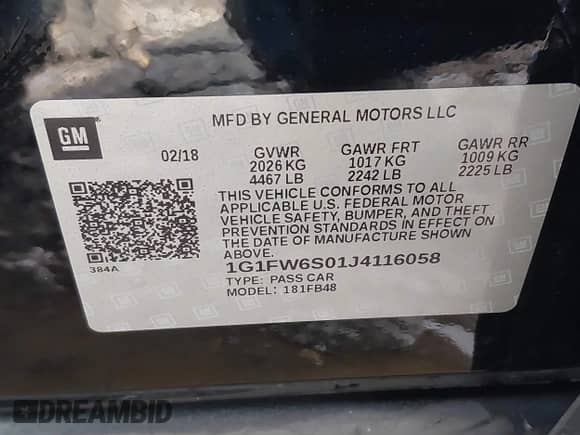 GM
MFD BY GENERAL MOTORS LLC
02/18 GVWR GAWR FRT GAWR RR
2026 KG 1017 KG 1009 KG
4467 LB 2242 LB 2225 LB
THIS VEHICLE CONFORMS TO ALL
APPLICABLE U.S. FEDERAL MOTOR
VEHICLE SAFETY, BUMPER, AND THEFT
PREVENTION STANDARDS IN EFFECT ON
THE DATE OF MANUFACTURE SHOWN
ABOVE.
384A
1G1FW6S01J4116058
TYPE: PASS CAR
MODEL: 181FB48
DREAMBID